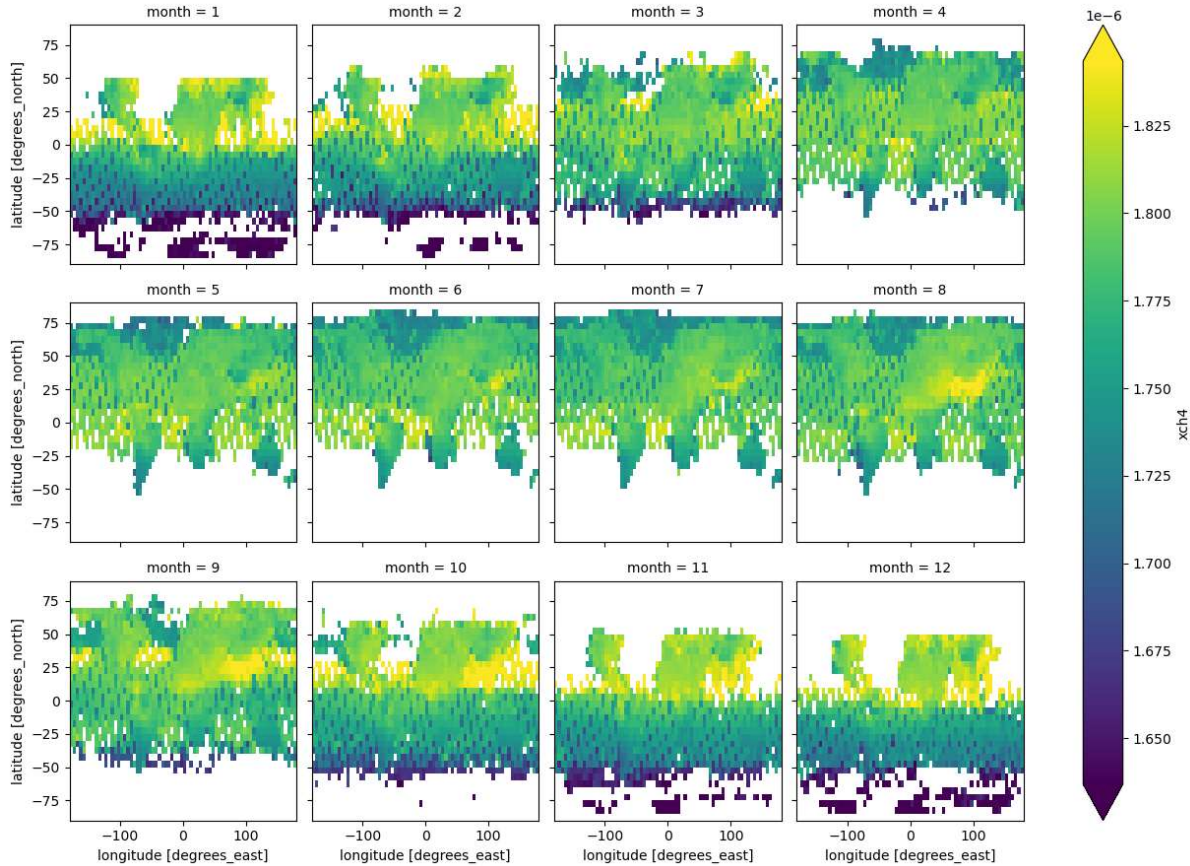 month = 1
month = 2
month = 3
month = 4
1e−6
75
50
25
0
−25
−50
−75
latitude [degrees_north]
month = 5
month = 6
month = 7
month = 8
75
50
25
0
−25
−50
−75
latitude [degrees_north]
month = 9
month = 10
month = 11
month = 12
75
50
25
0
−25
−50
−75
latitude [degrees_north]
−100 0 100
−100 0 100
−100 0 100
−100 0 100
longitude [degrees_east]
longitude [degrees_east]
longitude [degrees_east]
longitude [degrees_east]
1.825
1.800
1.775
1.750
1.725
1.700
1.675
1.650
xch4